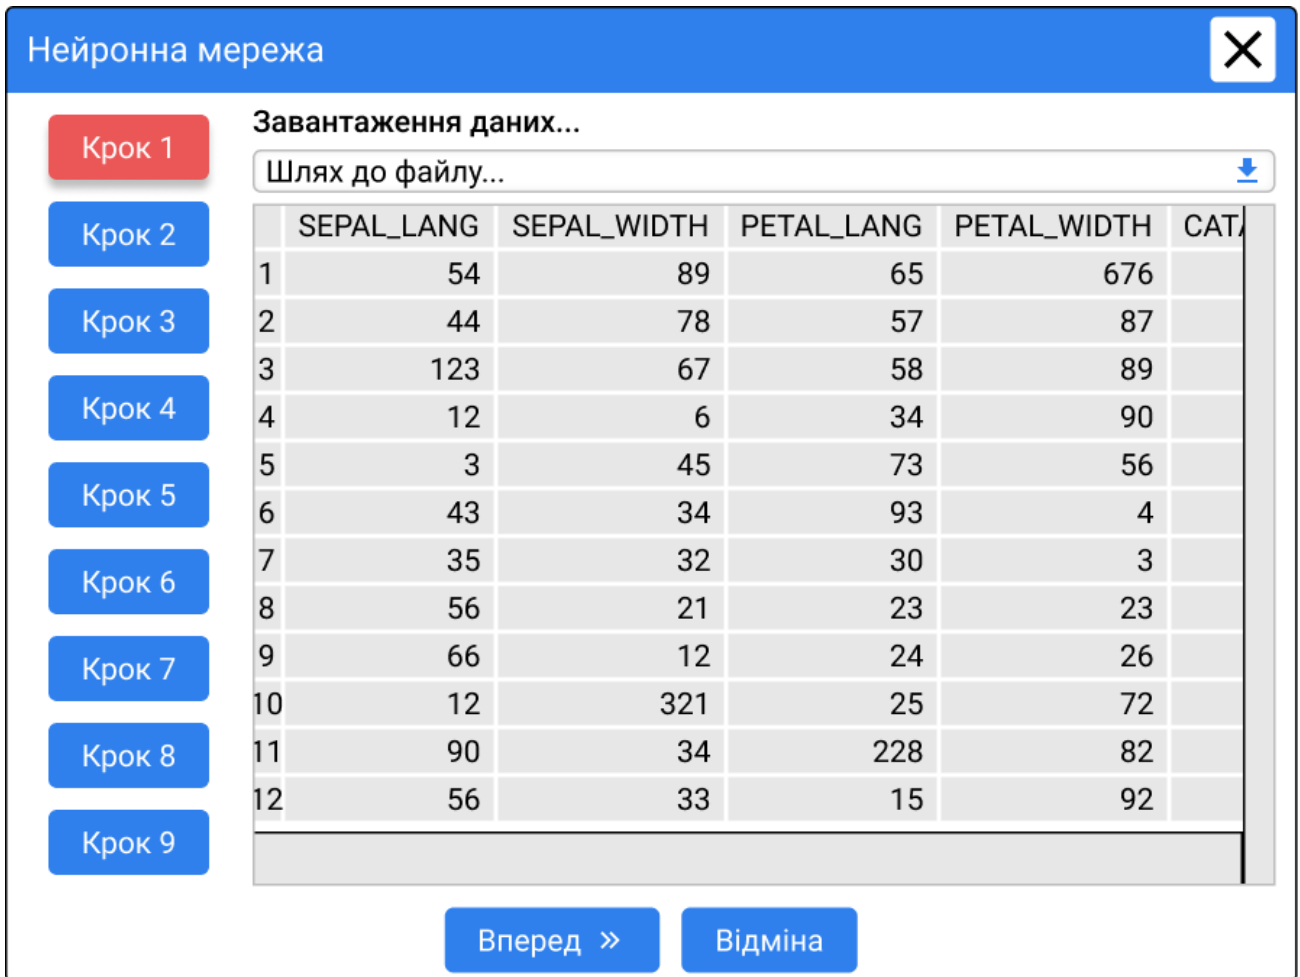 Нейронна мережа
Крок 1
Крок 2
Крок 3
Крок 4
Крок 5
Крок 6
Крок 7
Крок 8
Крок 9
Завантаження даних...
Шлях до файлу...
SEPAL_LANG SEPAL_WIDTH PETAL_LANG PETAL_WIDTH
1 54 89 65 676
2 44 78 57 87
3 123 67 58 89
4 12 6 34 90
5 3 45 73 56
6 43 34 93 4
7 35 32 30 3
8 56 21 23 23
9 66 12 24 26
10 12 321 25 72
11 90 34 228 82
12 56 33 15 92
Вперед »
Відміна